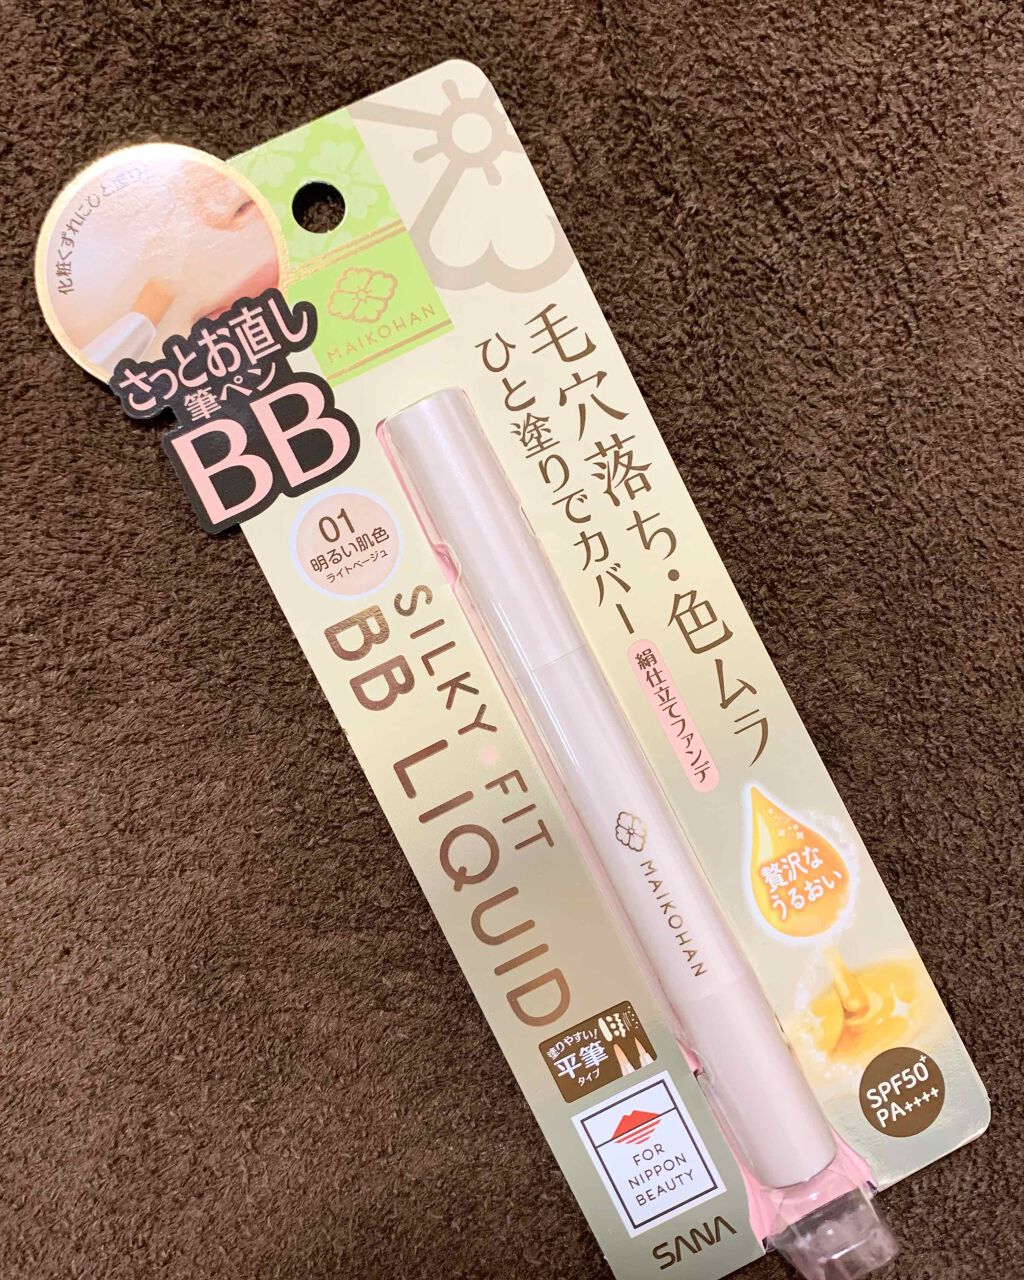 化粧くずれにひと塗り!
さっとお直し
筆ペン
BB
MAIKOHAN
毛穴落ち・色ムラ
ひと塗りでカバー
絹仕立てファンデ
01
明るい肌色
ライトベージュ
SILKY・FIT
BB LIQUID
MAIKOHAN
贅沢な
うるおい
塗りやすい!
平筆
タイプ
SPF50+
PA++++
FOR
NIPPON
BEAUTY
SANA